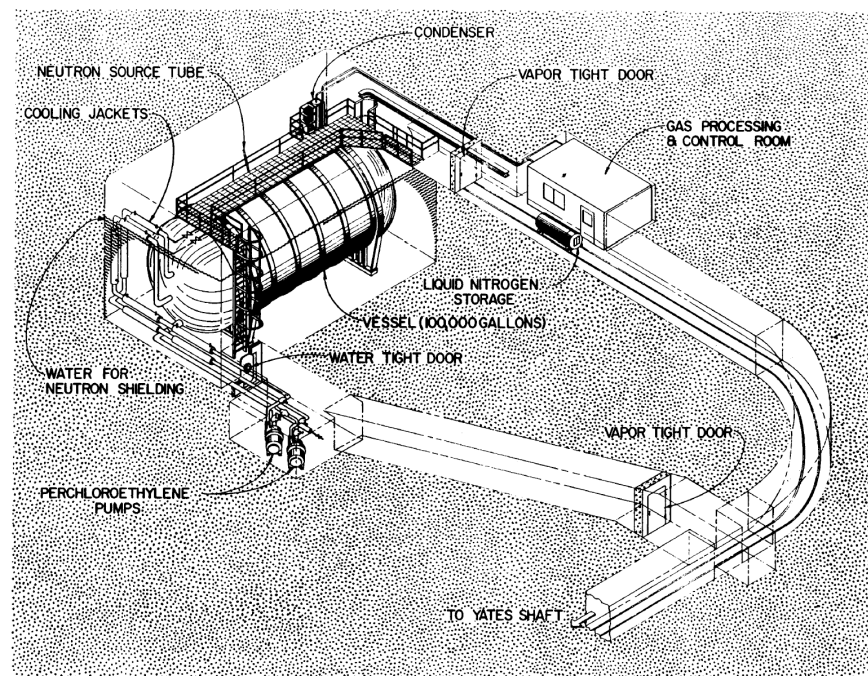 CONDENSER
NEUTRON SOURCE TUBE
VAPOR TIGHT DOOR
COOLING JACKETS
GAS PROCESSING
& CONTROL ROOM
LIQUID NITROGEN
STORAGE
VESSEL (100,000 GALLONS)
WATER TIGHT DOOR
WATER FOR
NEUTRON SHIELDING
VAPOR TIGHT DOOR
PERCHLOROETHYLENE
PUMPS
TO YATES SHAFT